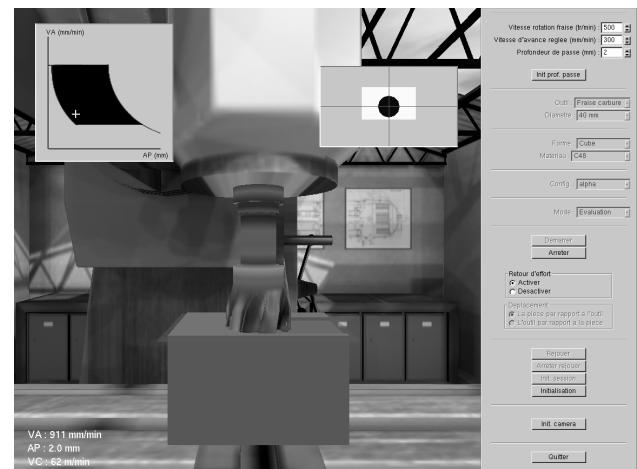 VA (mm/min)
AP (mm)
VA : 911 mm/min
AP : 2.0 mm
VC : 62 m/min
Vitesse rotation fraise (tr/min) : 500
Vitesse d'avance reglee (mm/min) : 300
Profondeur de passe (mm) : 2
Init prof. passe
Outil : Fraise carbure
Diametre : 40 mm
Forme : Cube
Materiau : C48
Config : alpha
Mode : Evaluation
Demarrer
Arreter
Retour d'effort
Activer
Desactiver
Deplacement
La piece par rapport a l'outil
L'outil par rapport a la piece
Rejouer
Arreter rejouer
Init. session
Initialisation
Init. camera
Quitter